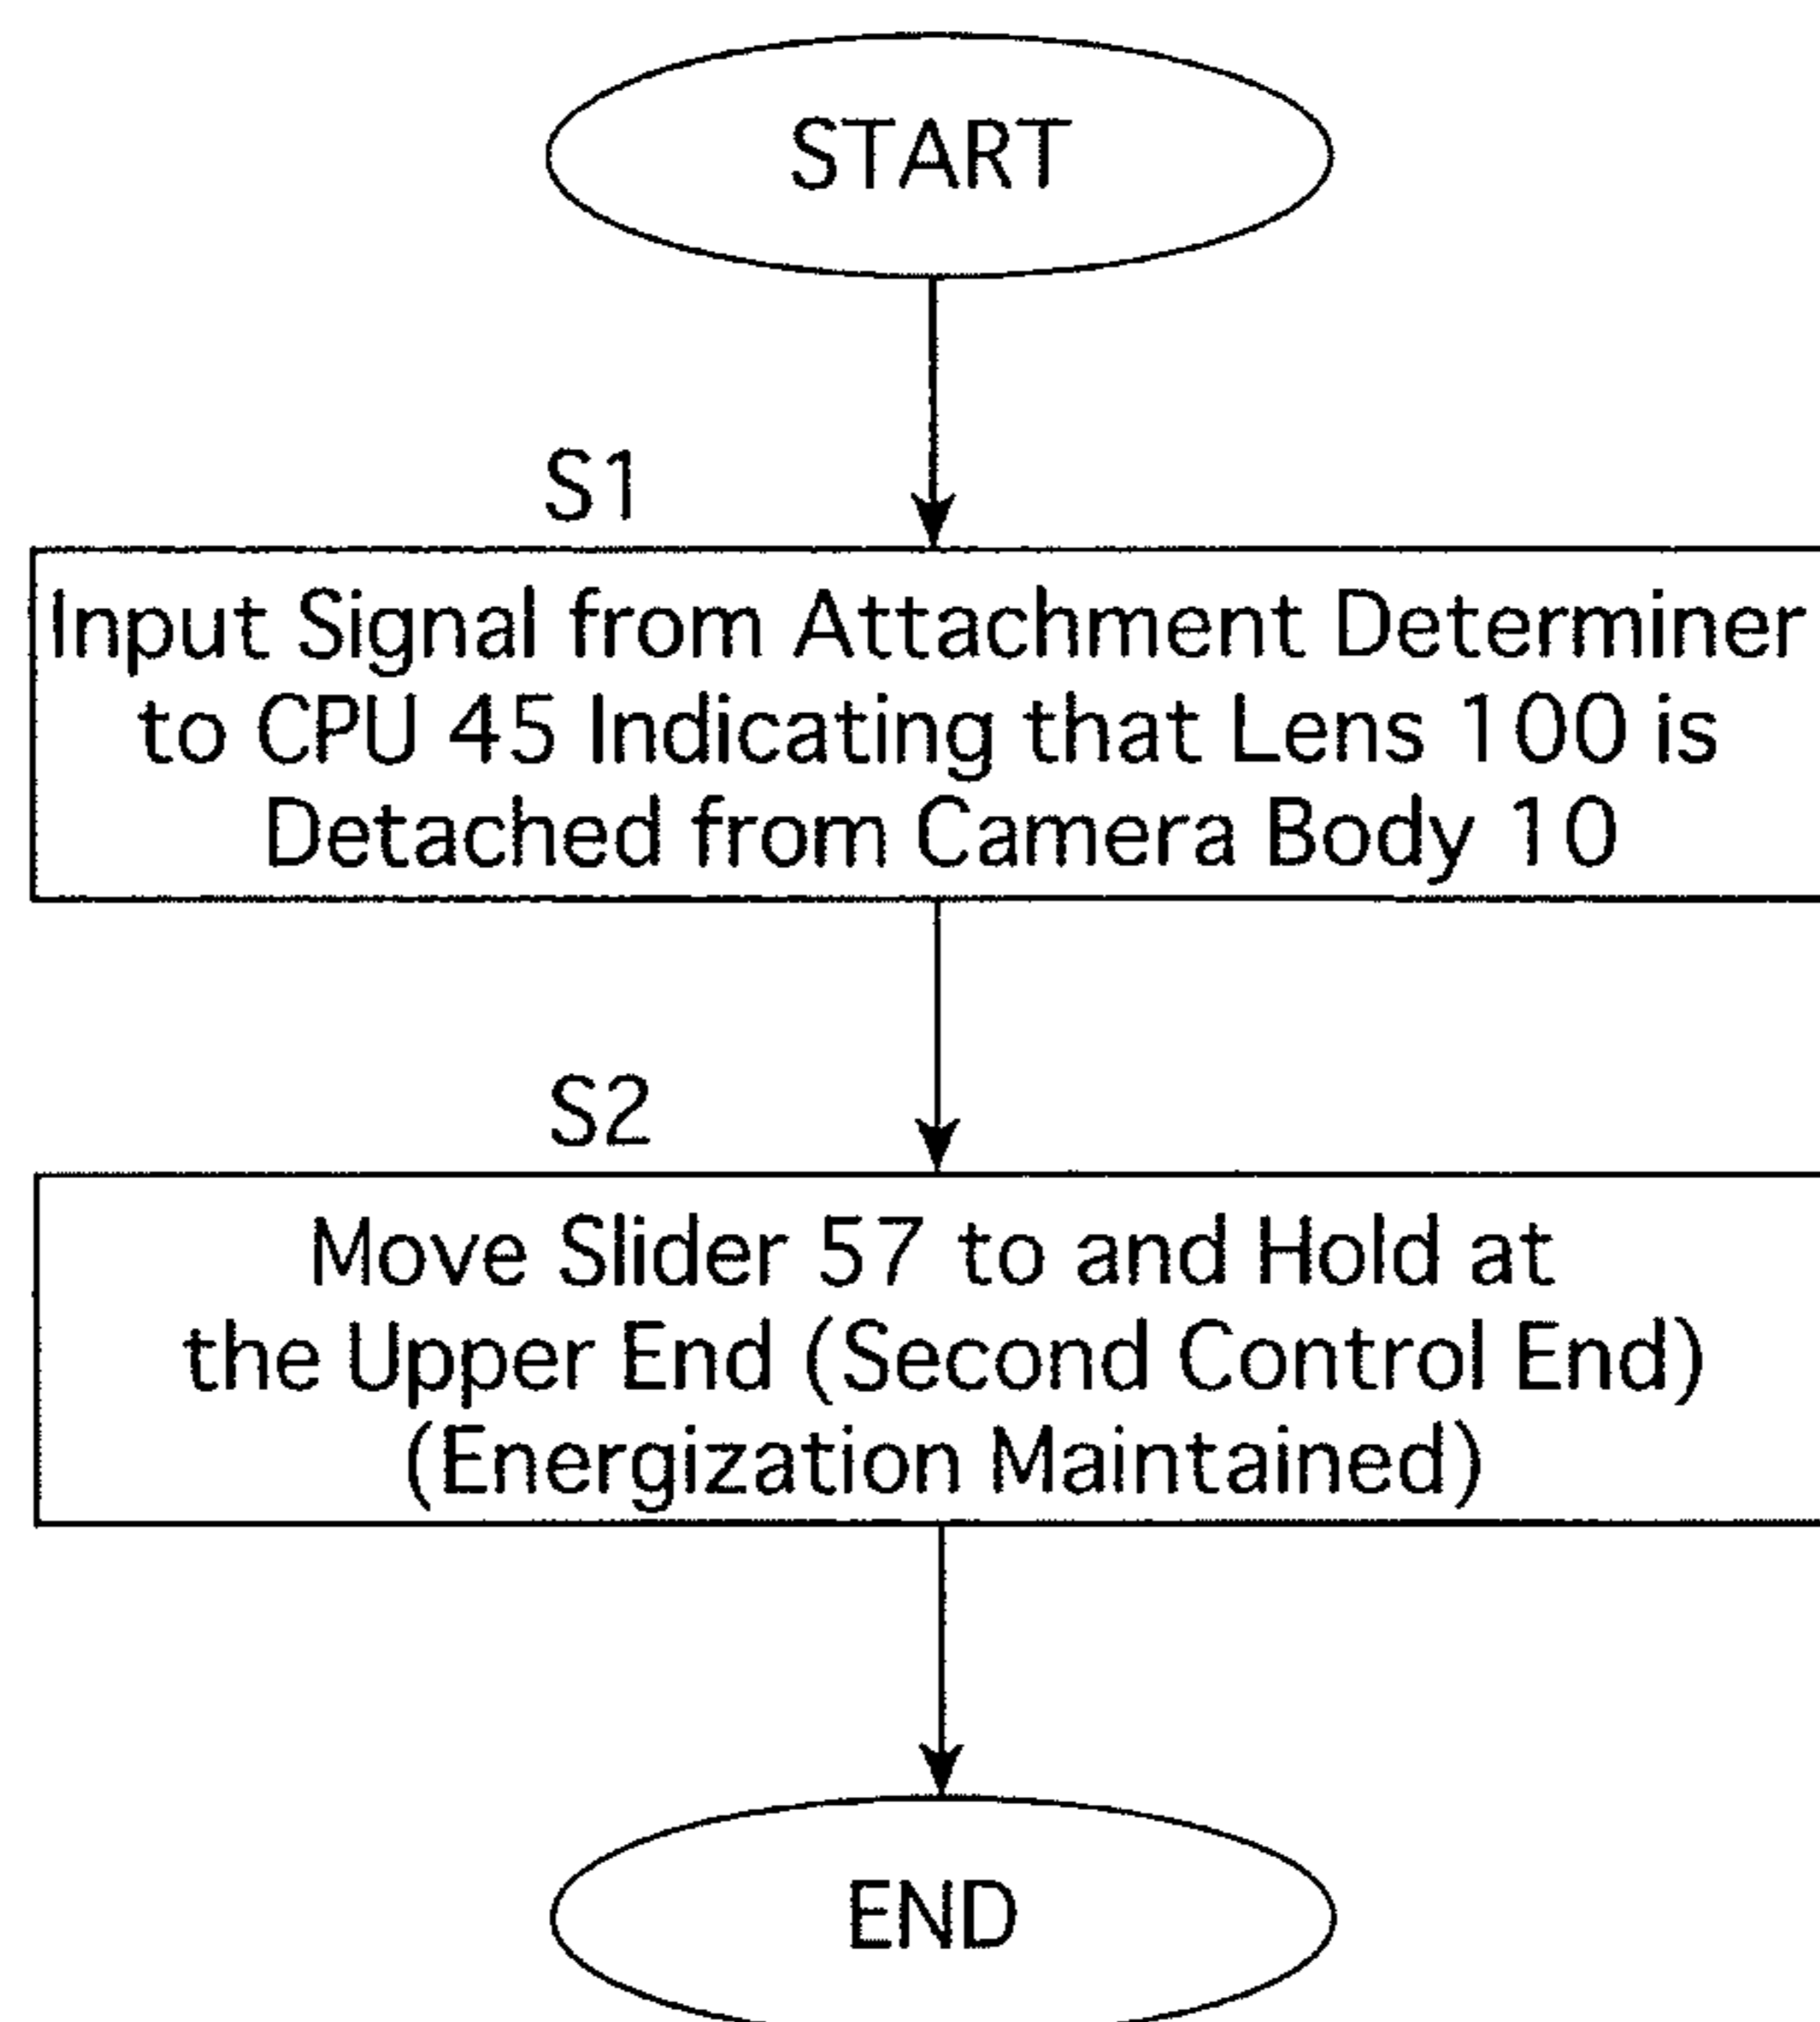 START
S1
Input Signal from Attachment Determiner
to CPU 45 Indicating that Lens 100 is
Detached from Camera Body 10
S2
Move Slider 57 to and Hold at
the Upper End (Second Control End)
(Energization Maintained)
END